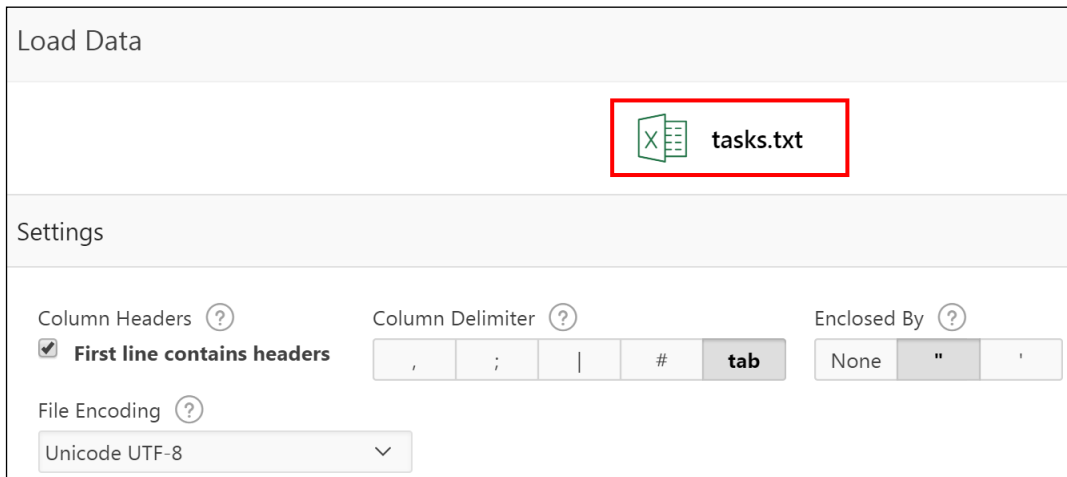 Load Data
tasks.txt
Settings
Column Headers ? Column Delimiter ? Enclosed By ?
First line contains headers , ; | # tab None " '
File Encoding ?
Unicode UTF-8